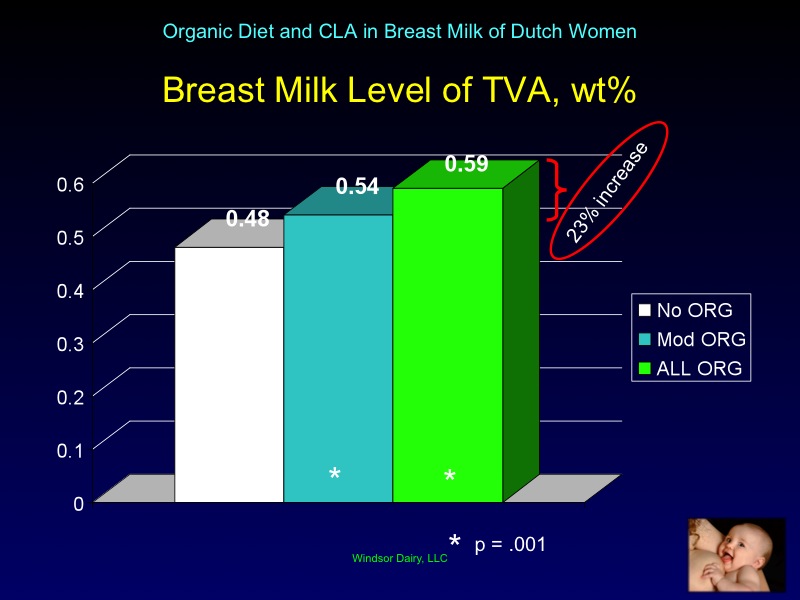 Organic Diet and CLA in Breast Milk of Dutch Women
Breast Milk Level of TVA, wt%
0.6
0.5
0.4
0.3
0.2
0.1
0
0.48
0.54
0.59
23% increase
*
*
No ORG
Mod ORG
ALL ORG
* p = .001
Windsor Dairy, LLC